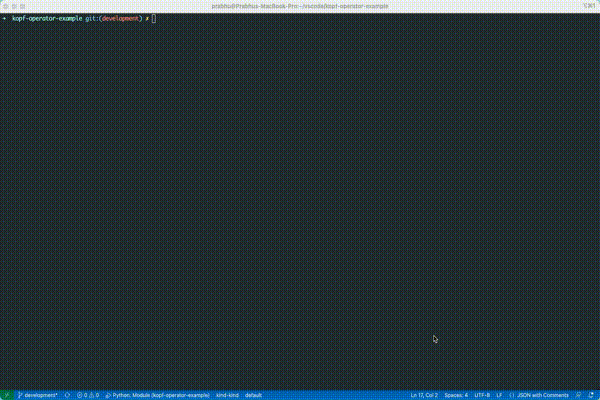 prabhu@Prabhus-MacBook-Pro:~/vscode/kopf-operator-example
⌥⌘1
➜ kopf-operator-example git:(development) ✗
development* 0 0 Python: Module (kopf-operator-example) kind-kind default Ln 17, Col 2 Spaces: 4 UTF-8 LF {} JSON with Comments